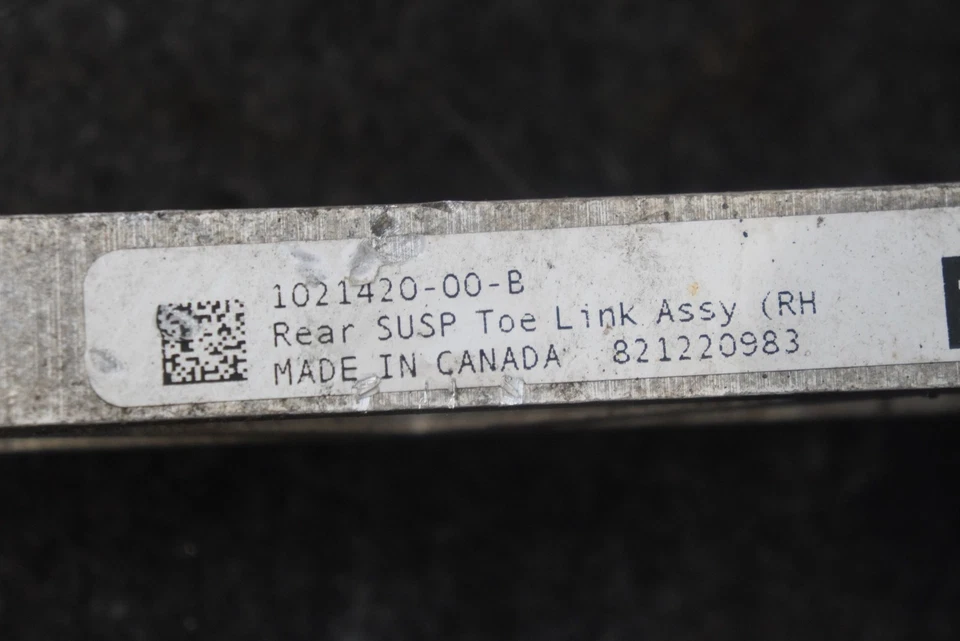 1021420-00-B
Rear SUSP Toe Link Assy (RH
MADE IN CANADA 821220983